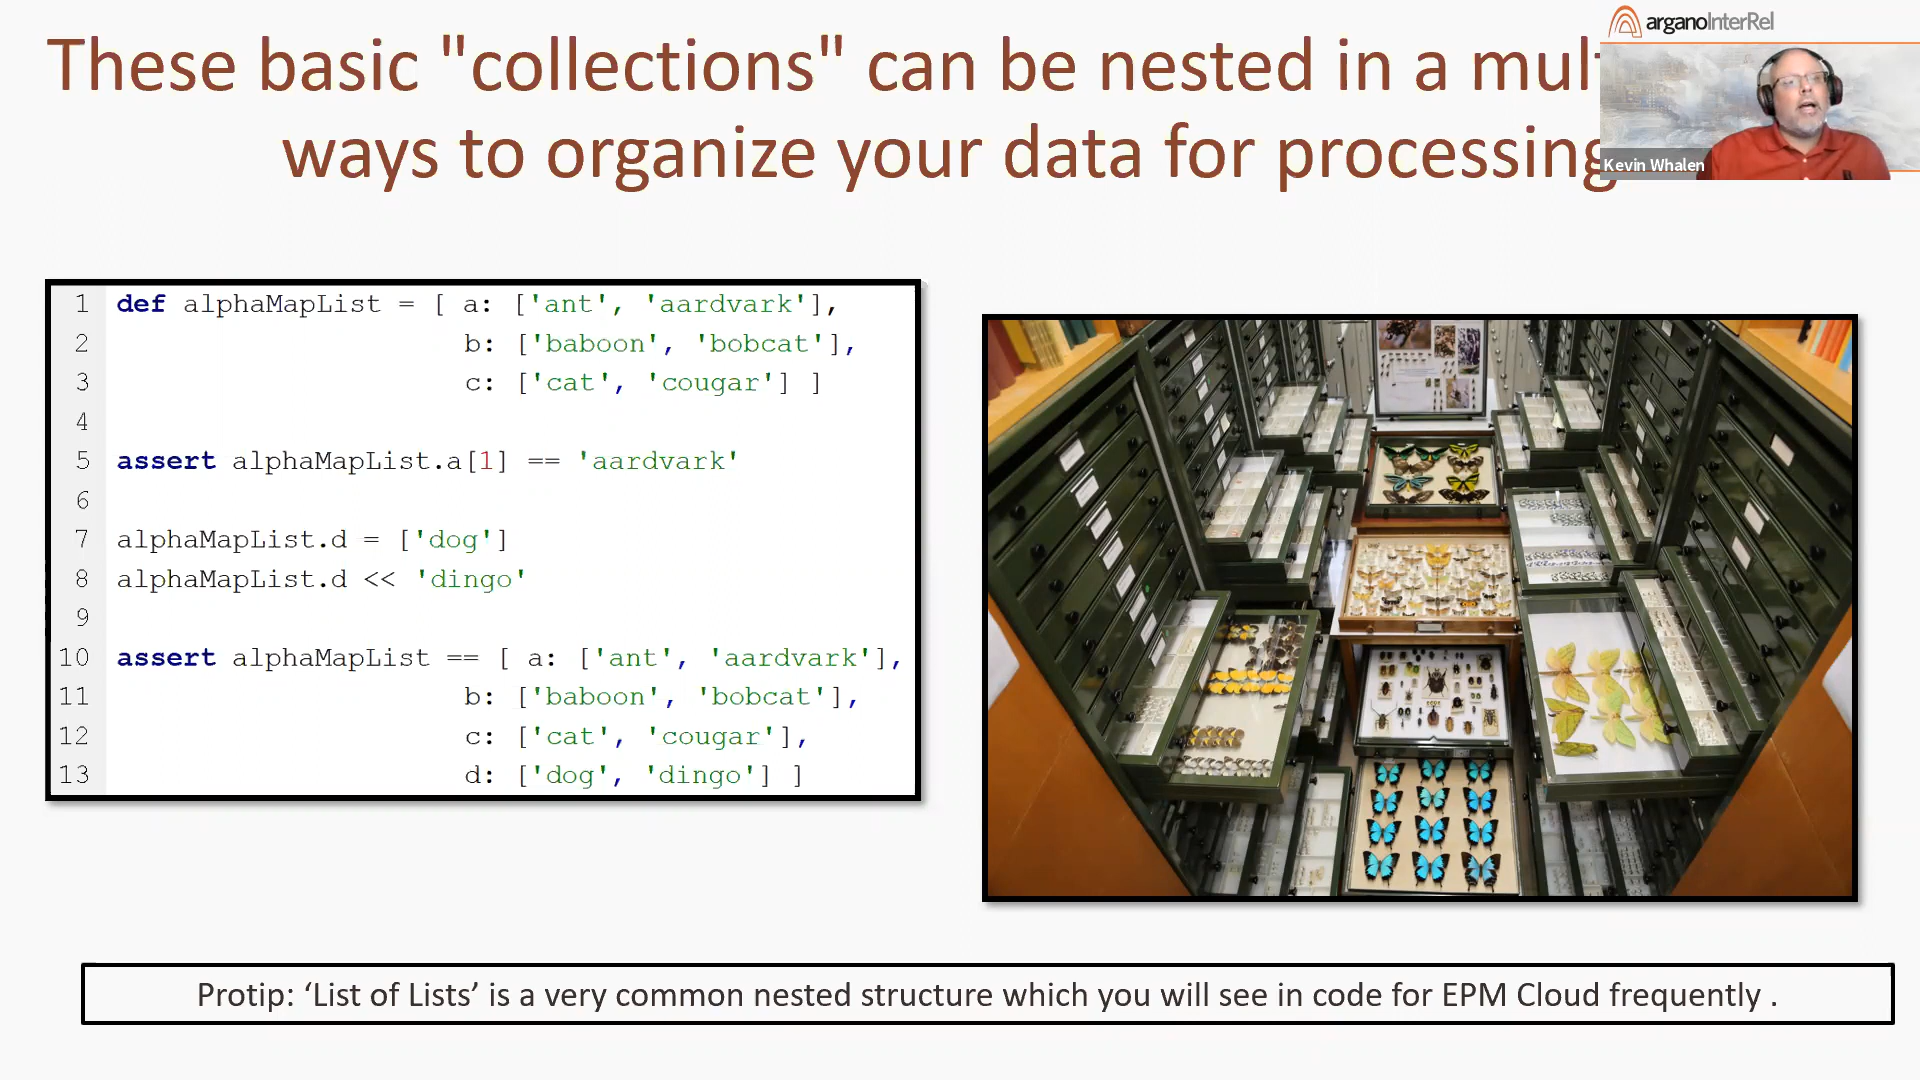 These basic "collections" can be nested in a
ways to organize your data for processing
arganoInterRel
Kevin Whalen
1 def alphaMapList = [ a: ['ant', 'aardvark'],
2 b: ['baboon', 'bobcat'],
3 c: ['cat', 'cougar'] ]
4
5 assert alphaMapList.a[1] == 'aardvark'
6
7 alphaMapList.d = ['dog']
8 alphaMapList.d << 'dingo'
9
10 assert alphaMapList == [ a: ['ant', 'aardvark'],
11 b: ['baboon', 'bobcat'],
12 c: ['cat', 'cougar'],
13 d: ['dog', 'dingo'] ]
Protip: ‘List of Lists’ is a very common nested structure which you will see in code for EPM Cloud frequently .